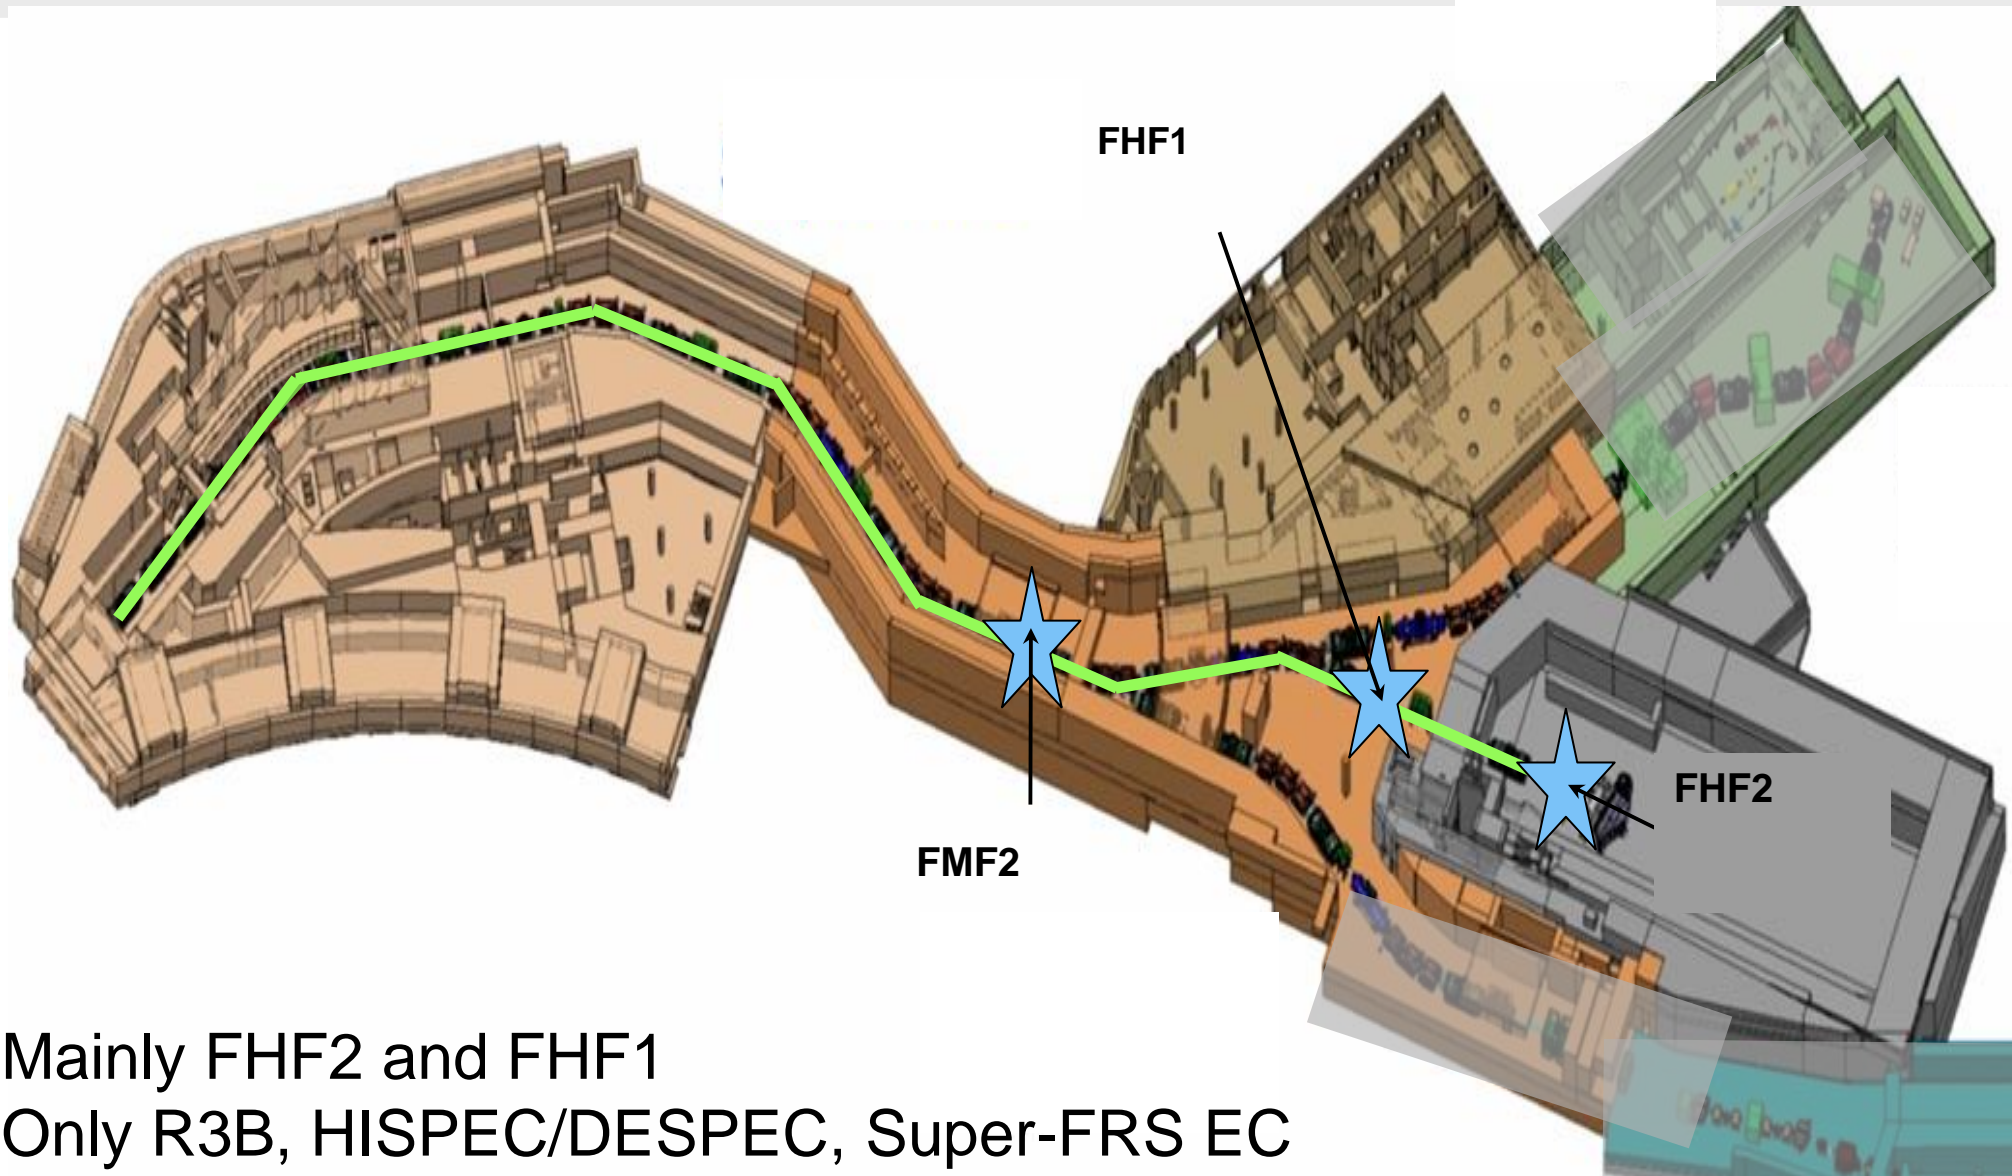 FHF1
FHF2
FMF2
Mainly FHF2 and FHF1
Only R3B, HISPEC/DESPEC, Super-FRS EC